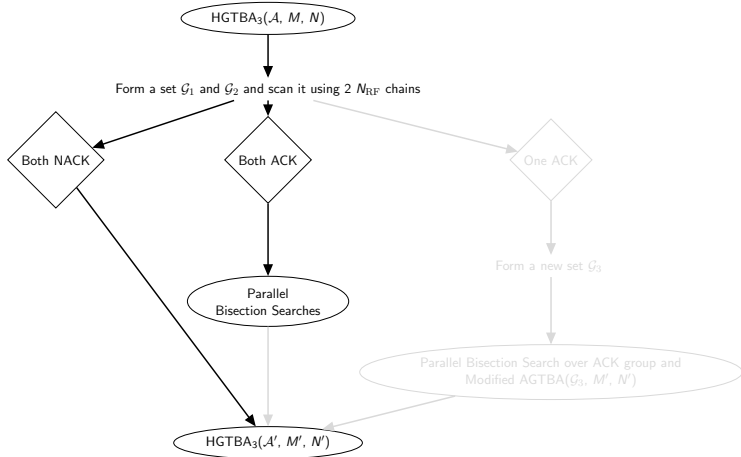 HGTBA₃(𝒜, M, N)
Form a set 𝒢₁ and 𝒢₂ and scan it using 2 N_RF chains
Both NACK
Both ACK
One ACK
Form a new set 𝒢₃
Parallel
Bisection Searches
Parallel Bisection Search over ACK group and
Modified AGTBA(𝒢₃, M′, N′)
HGTBA₃(𝒜′, M′, N′)